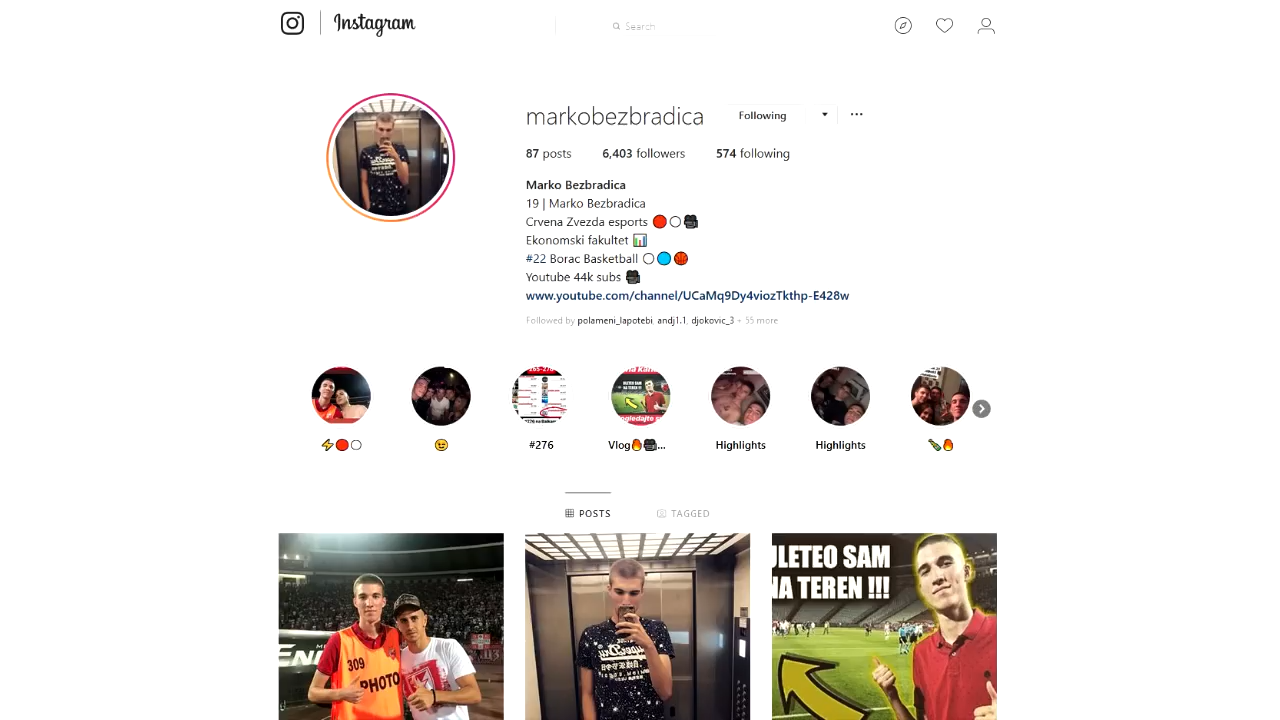 Instagram
Search
markobezbradica
Following
87 posts 6,403 followers 574 following
Marko Bezbradica
19 | Marko Bezbradica
Crvena Zvezda esports 🔴⚪🎥
Ekonomski fakultet 📊
#22 Borac Basketball ⚪🔵🏀
Youtube 44k subs 🎥
www.youtube.com/channel/UCaMq9Dy4viozTkthp-E428w
Followed by polameni_lapotebi, andj1.1, djokovic_3 + 55 more
⚡🔴⚪
😉
#276
Vlog🔥🎥...
Highlights
Highlights
🍾🔥
POSTS
TAGGED
309
PHOTO
ULETEO SAM
NA TEREN !!!